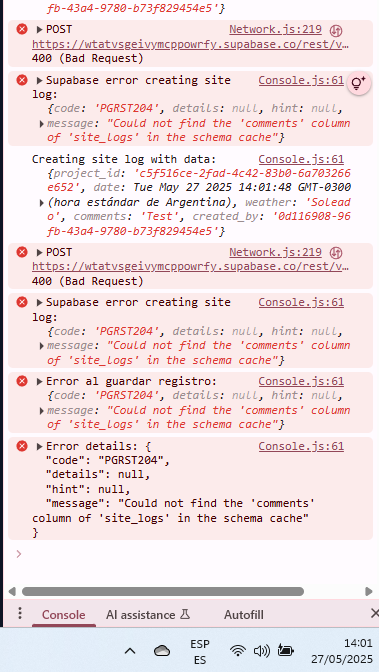 fb-43a4-9780-b73f829454e5'}
POST Network.js:219
https://wtatvsgeivymcppowrfy.supabase.co/rest/v…
400 (Bad Request)
Supabase error creating site Console.js:61
log:
{code: 'PGRST204', details: null, hint: null,
message: "Could not find the 'comments' column
of 'site_logs' in the schema cache"}
Creating site log with data: Console.js:61
{project_id: 'c5f516ce-2fad-4c42-83b0-6a703266
e652', date: Tue May 27 2025 14:01:48 GMT-0300
(hora estándar de Argentina), weather: 'Solead
o', comments: 'Test', created_by: '0d116908-96
fb-43a4-9780-b73f829454e5'}
POST Network.js:219
https://wtatvsgeivymcppowrfy.supabase.co/rest/v…
400 (Bad Request)
Supabase error creating site Console.js:61
log:
{code: 'PGRST204', details: null, hint: null,
message: "Could not find the 'comments' column
of 'site_logs' in the schema cache"}
Error al guardar registro: Console.js:61
{code: 'PGRST204', details: null, hint: null,
message: "Could not find the 'comments' column
of 'site_logs' in the schema cache"}
Error details: { Console.js:61
"code": "PGRST204",
"details": null,
"hint": null,
"message": "Could not find the 'comments'
column of 'site_logs' in the schema cache"
}
Console AI assistance Autofill
ESP 14:01
ES 27/05/2025